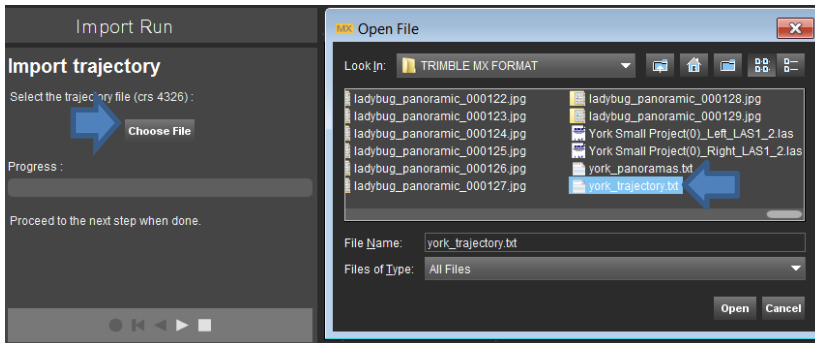 Import Run
Import trajectory
Select the trajectory file (crs 4326) :
Choose File
Progress :
Proceed to the next step when done.
MX Open File
Look In: TRIMBLE MX FORMAT
ladybug_panoramic_000122.jpg
ladybug_panoramic_000123.jpg
ladybug_panoramic_000124.jpg
ladybug_panoramic_000125.jpg
ladybug_panoramic_000126.jpg
ladybug_panoramic_000127.jpg
ladybug_panoramic_000128.jpg
ladybug_panoramic_000129.jpg
York Small Project(0)_Left_LAS1_2.las
York Small Project(0)_Right_LAS1_2.las
york_panoramas.txt
york_trajectory.txt
File Name: york_trajectory.txt
Files of Type: All Files
Open Cancel